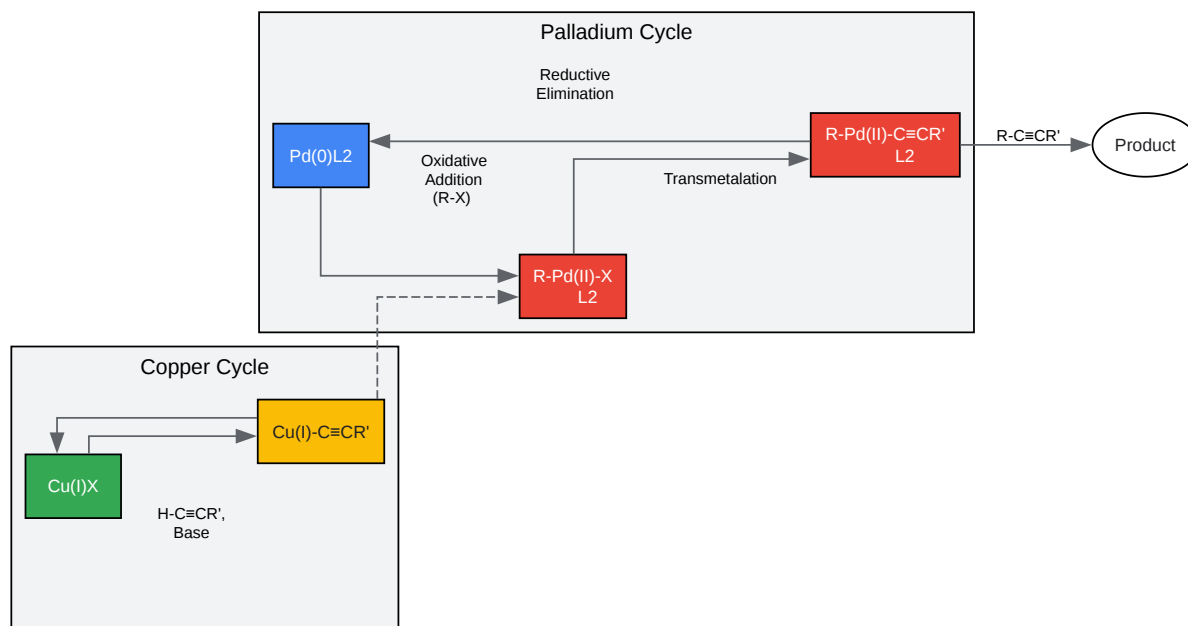 Palladium Cycle
Reductive
Elimination
Pd(0)L2
Oxidative
Addition
(R-X)
Transmetalation
R-Pd(II)-C≡CR'
L2
R-C≡CR'
Product
R-Pd(II)-X
L2
Copper Cycle
Cu(I)-C≡CR'
Cu(I)X
H-C≡CR',
Base